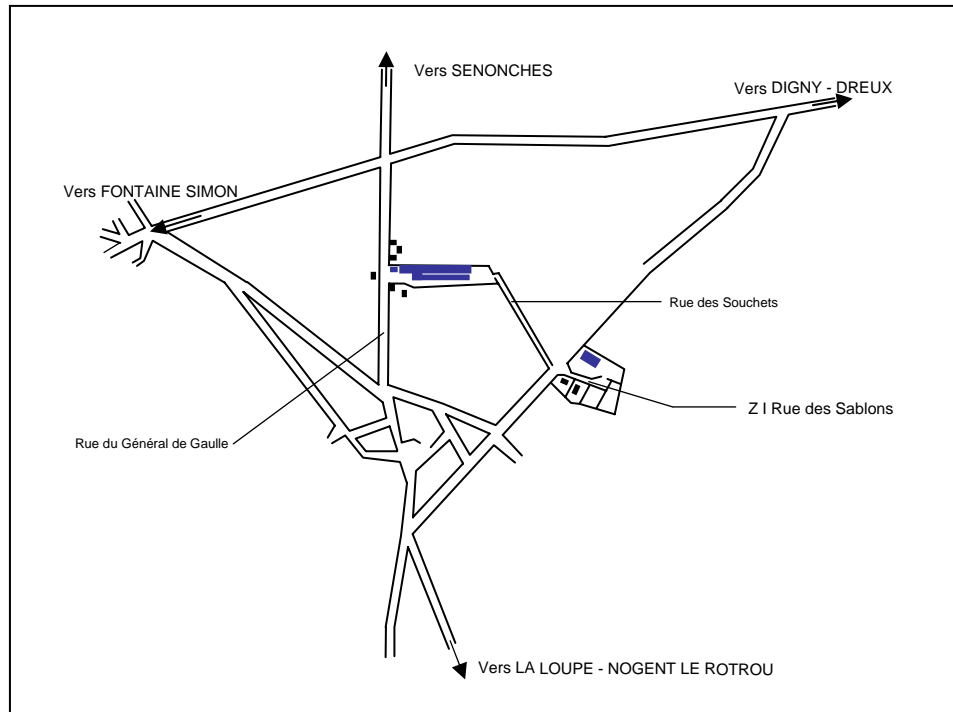 Vers SENONCHES
Vers DIGNY - DREUX
Vers FONTAINE SIMON
Rue des Souchets
Z I Rue des Sablons
Rue du Général de Gaulle
Vers LA LOUPE - NOGENT LE ROTROU